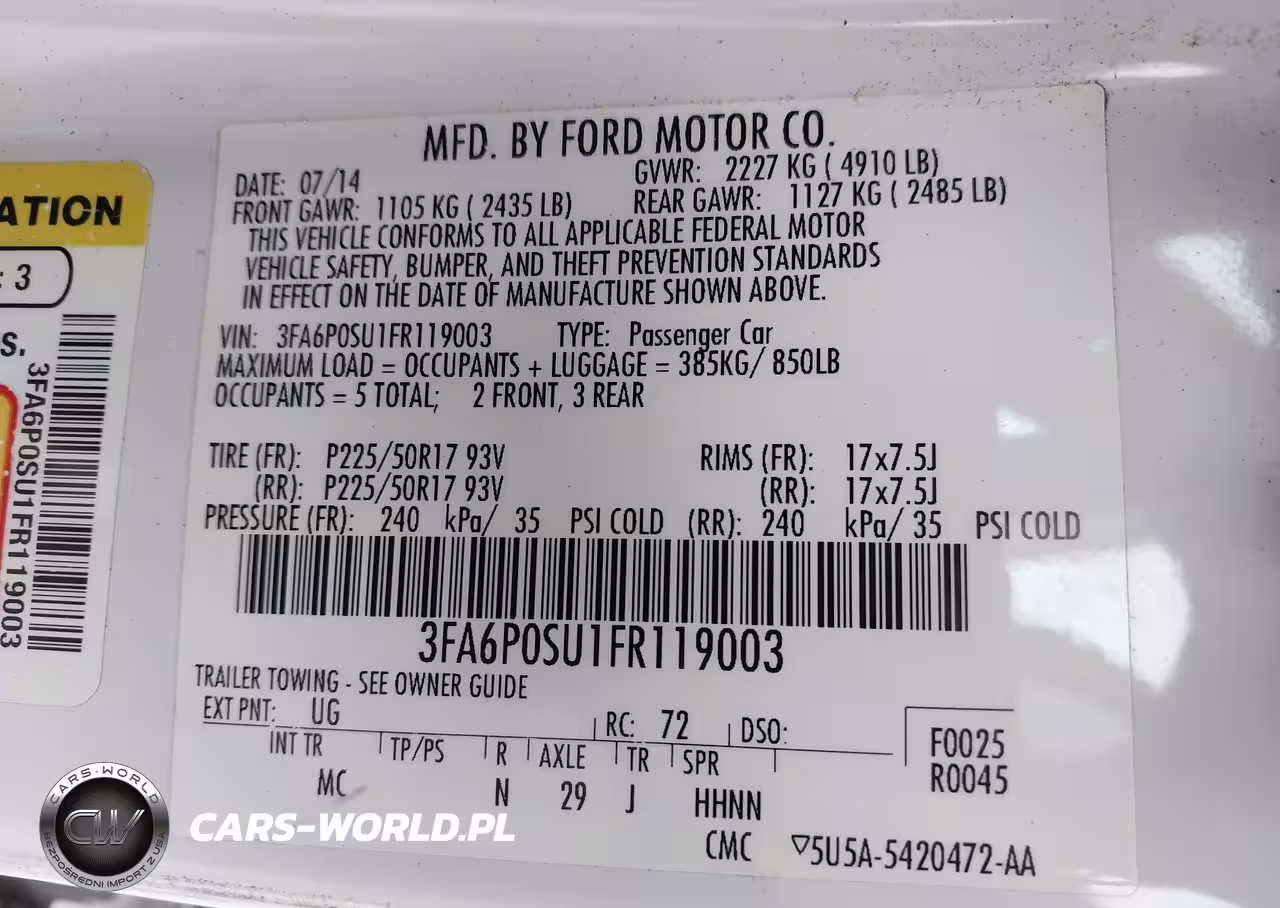 MFD. BY FORD MOTOR CO.
DATE: 07/14
GVWR: 2227 KG ( 4910 LB)
FRONT GAWR: 1105 KG ( 2435 LB)
REAR GAWR: 1127 KG ( 2485 LB)
THIS VEHICLE CONFORMS TO ALL APPLICABLE FEDERAL MOTOR
VEHICLE SAFETY, BUMPER, AND THEFT PREVENTION STANDARDS
IN EFFECT ON THE DATE OF MANUFACTURE SHOWN ABOVE.
VIN: 3FA6P0SU1FR119003 TYPE: Passenger Car
MAXIMUM LOAD = OCCUPANTS + LUGGAGE = 385KG/ 850LB
OCCUPANTS = 5 TOTAL; 2 FRONT, 3 REAR
TIRE (FR): P225/50R17 93V RIMS (FR): 17x7.5J
(RR): P225/50R17 93V (RR): 17x7.5J
PRESSURE (FR): 240 kPa/ 35 PSI COLD (RR): 240 kPa/ 35 PSI COLD
3FA6P0SU1FR119003
TRAILER TOWING - SEE OWNER GUIDE
EXT PNT: UG RC: 72 DSO:
INT TR TP/PS R AXLE TR SPR
MC N 29 J HHNN
F0025
R0045
CMC ▽5U5A-5420472-AA
ATION
: 3
S.
3FA6P0SU1FR119003
CARS-WORLD
CW
BEZPOŚREDNI IMPORT Z USA
CARS-WORLD.PL